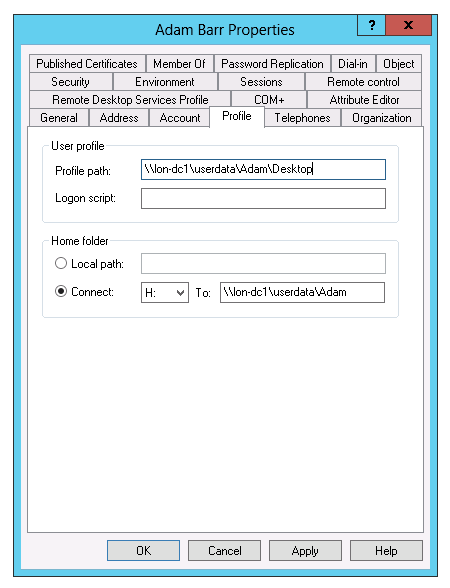 Adam Barr Properties
? x
Published Certificates Member Of Password Replication Dial-in Object
Security Environment Sessions Remote control
Remote Desktop Services Profile COM+ Attribute Editor
General Address Account Profile Telephones Organization
User profile
Profile path: \\lon-dc1\userdata\Adam\Desktop
Logon script:
Home folder
Local path:
Connect: H: To: \\lon-dc1\userdata\Adam
OK Cancel Apply Help